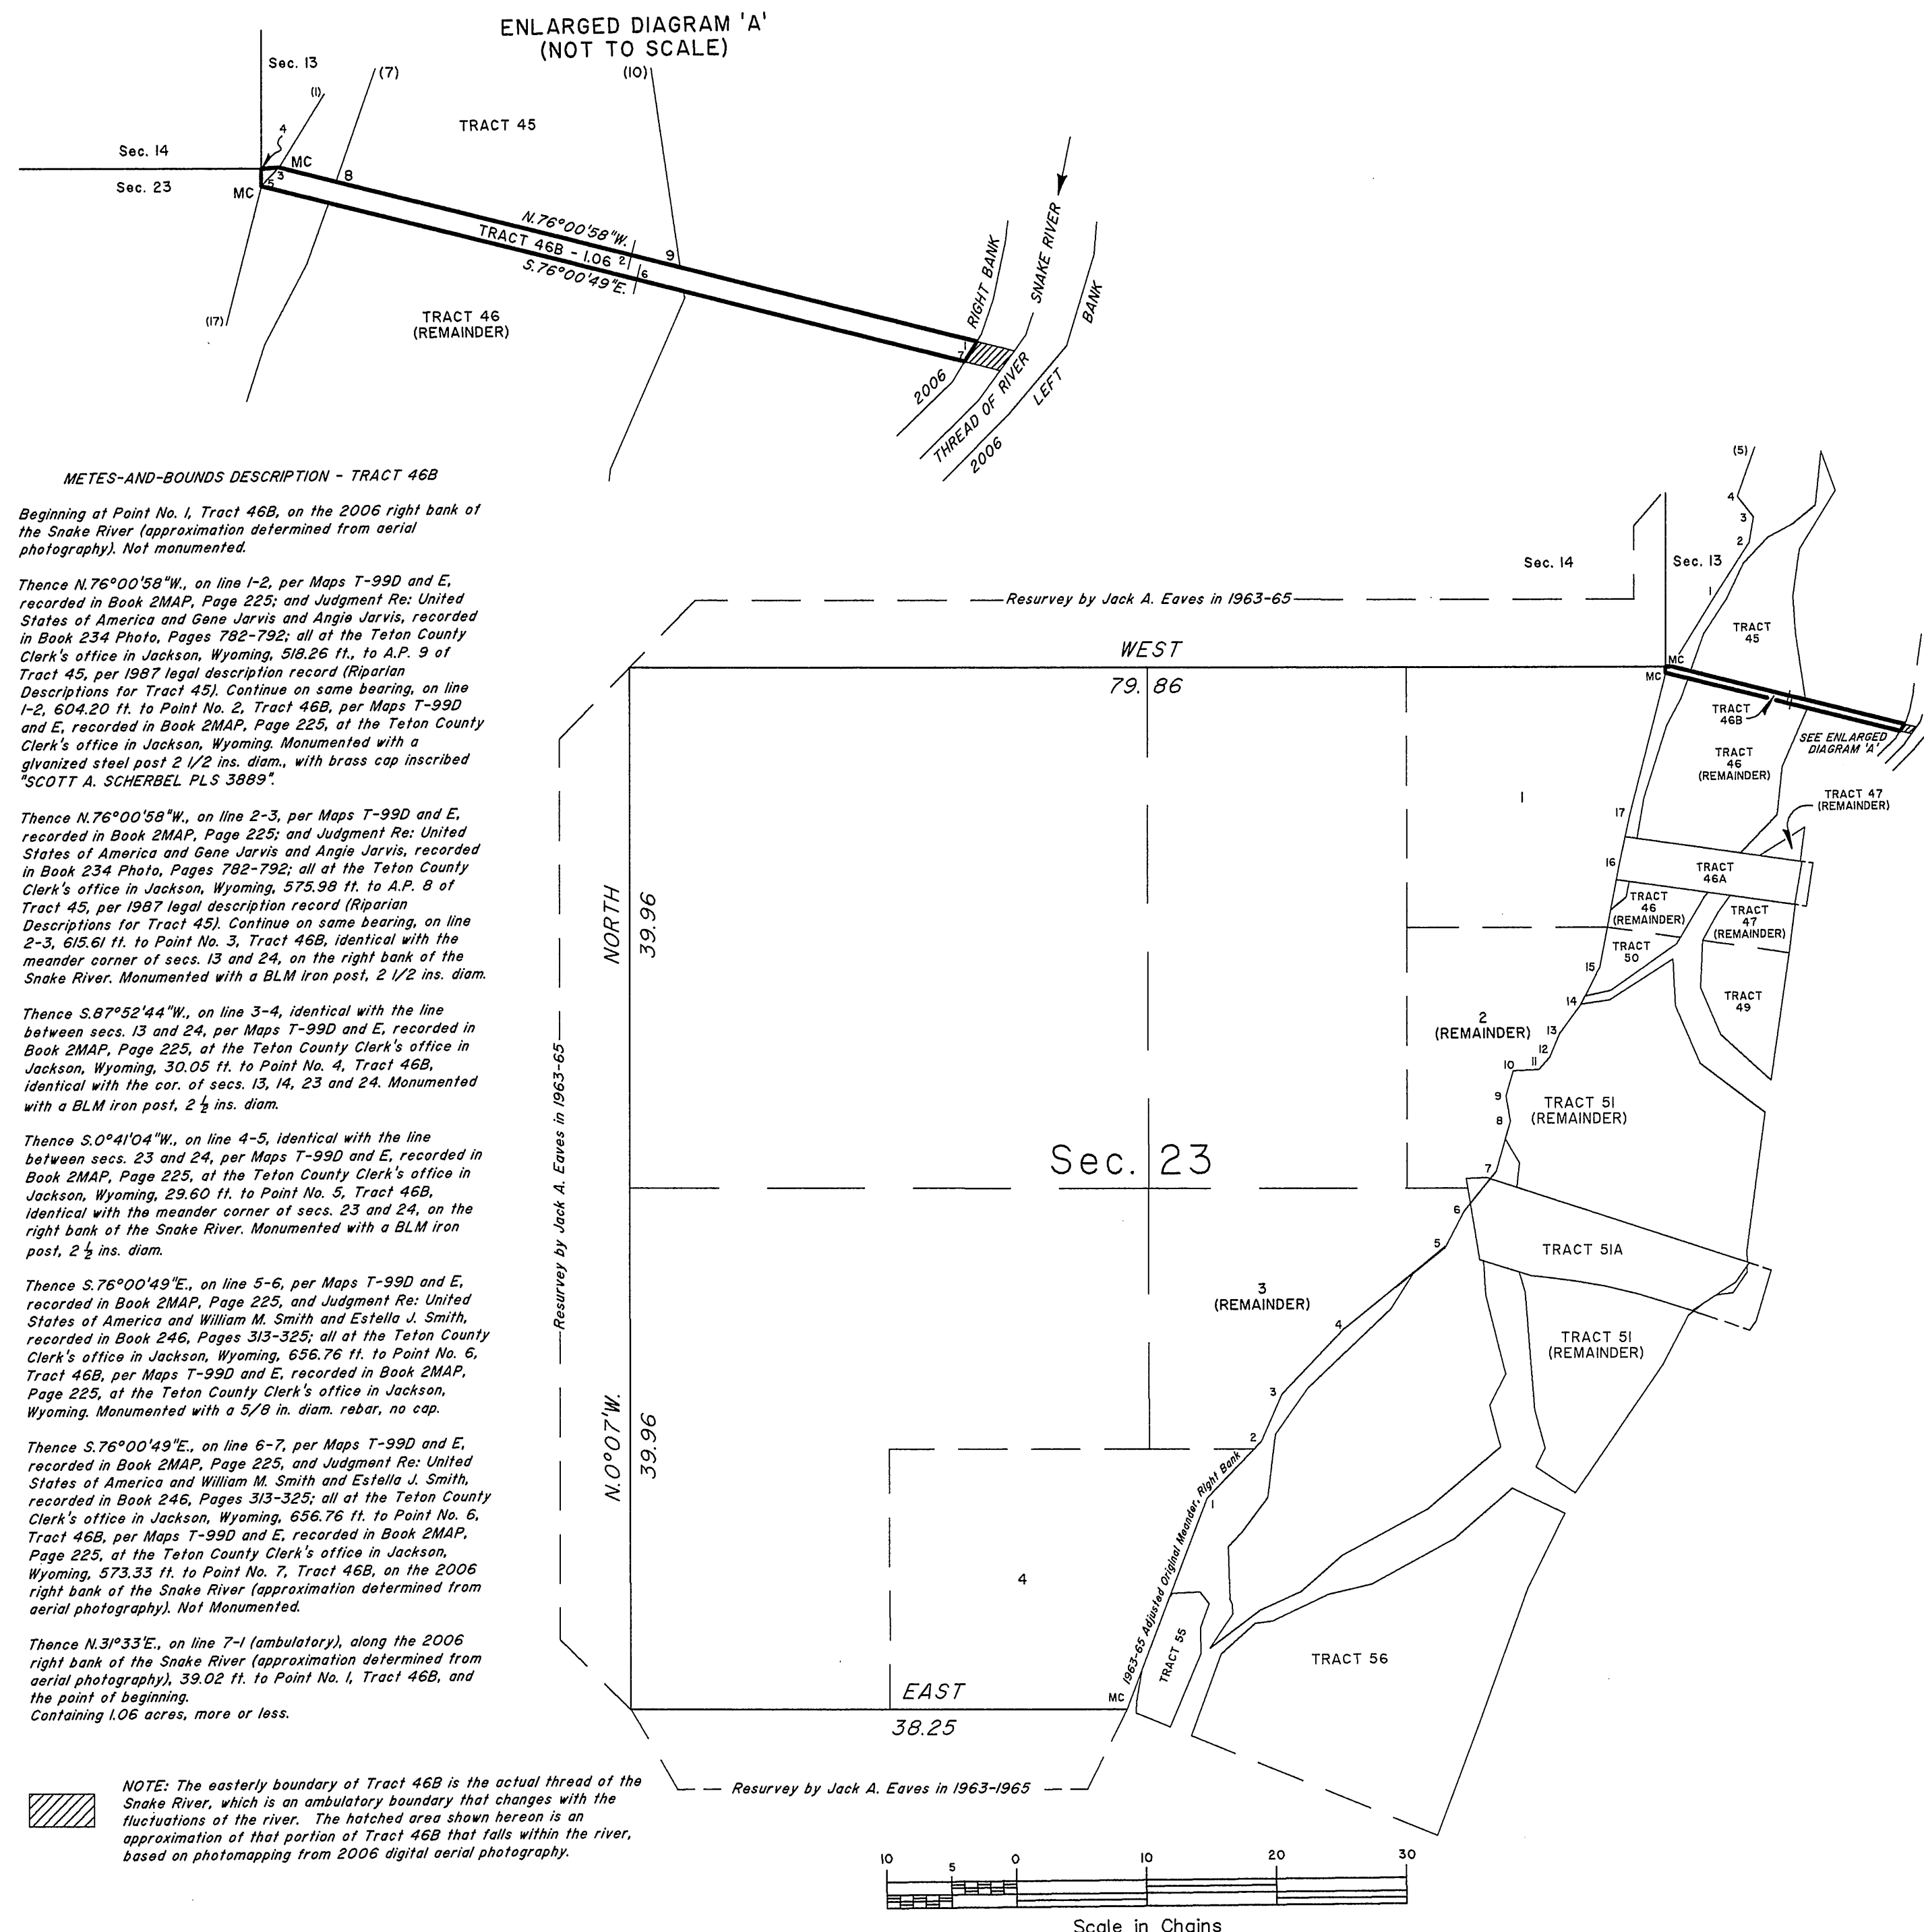 ENLARGED DIAGRAM 'A'
(NOT TO SCALE)
Sec. 13
(1)
(7)
(10)
TRACT 45
4
Sec. 14
MC
3
8
Sec. 23
MC
5
N.76°00'58"W.
TRACT 46B - 1.06
2
6
9
S.76°00'49"E.
TRACT 46
(REMAINDER)
(17)
RIGHT BANK
SNAKE RIVER
BANK
1
7
2006
THREAD OF RIVER
LEFT
2006
METES-AND-BOUNDS DESCRIPTION - TRACT 46B
Beginning at Point No. 1, Tract 46B, on the 2006 right bank of
the Snake River (approximation determined from aerial
photography). Not monumented.
Thence N.76°00'58"W., on line 1-2, per Maps T-99D and E,
recorded in Book 2MAP, Page 225; and Judgment Re: United
States of America and Gene Jarvis and Angie Jarvis, recorded
in Book 234 Photo, Pages 782-792; all at the Teton County
Clerk's office in Jackson, Wyoming, 518.26 ft., to A.P. 9 of
Tract 45, per 1987 legal description record (Riparian
Descriptions for Tract 45). Continue on same bearing, on line
1-2, 604.20 ft. to Point No. 2, Tract 46B, per Maps T-99D
and E, recorded in Book 2MAP, Page 225, at the Teton County
Clerk's office in Jackson, Wyoming. Monumented with a
glvanized steel post 2 1/2 ins. diam., with brass cap inscribed
"SCOTT A. SCHERBEL PLS 3889".
Thence N.76°00'58"W., on line 2-3, per Maps T-99D and E,
recorded in Book 2MAP, Page 225; and Judgment Re: United
States of America and Gene Jarvis and Angie Jarvis, recorded
in Book 234 Photo, Pages 782-792; all at the Teton County
Clerk's office in Jackson, Wyoming, 575.98 ft. to A.P. 8 of
Tract 45, per 1987 legal description record (Riparian
Descriptions for Tract 45). Continue on same bearing, on line
2-3, 615.61 ft. to Point No. 3, Tract 46B, identical with the
meander corner of secs. 13 and 24, on the right bank of the
Snake River. Monumented with a BLM iron post, 2 1/2 ins. diam.
Thence S.87°52'44"W., on line 3-4, identical with the line
between secs. 13 and 24, per Maps T-99D and E, recorded in
Book 2MAP, Page 225, at the Teton County Clerk's office in
Jackson, Wyoming, 30.05 ft. to Point No. 4, Tract 46B,
identical with the cor. of secs. 13, 14, 23 and 24. Monumented
with a BLM iron post, 2 ½ ins. diam.
Thence S.0°41'04"W., on line 4-5, identical with the line
between secs. 23 and 24, per Maps T-99D and E, recorded in
Book 2MAP, Page 225, at the Teton County Clerk's office in
Jackson, Wyoming, 29.60 ft. to Point No. 5, Tract 46B,
identical with the meander corner of secs. 23 and 24, on the
right bank of the Snake River. Monumented with a BLM iron
post, 2 ½ ins. diam.
Thence S.76°00'49"E., on line 5-6, per Maps T-99D and E,
recorded in Book 2MAP, Page 225, and Judgment Re: United
States of America and William M. Smith and Estella J. Smith,
recorded in Book 246, Pages 313-325; all at the Teton County
Clerk's office in Jackson, Wyoming, 656.76 ft. to Point No. 6,
Tract 46B, per Maps T-99D and E, recorded in Book 2MAP,
Page 225, at the Teton County Clerk's office in Jackson,
Wyoming. Monumented with a 5/8 in. diam. rebar, no cap.
Thence S.76°00'49"E., on line 6-7, per Maps T-99D and E,
recorded in Book 2MAP, Page 225, and Judgment Re: United
States of America and William M. Smith and Estella J. Smith,
recorded in Book 246, Pages 313-325; all at the Teton County
Clerk's office in Jackson, Wyoming, 656.76 ft. to Point No. 6,
Tract 46B, per Maps T-99D and E, recorded in Book 2MAP,
Page 225, at the Teton County Clerk's office in Jackson,
Wyoming, 573.33 ft. to Point No. 7, Tract 46B, on the 2006
right bank of the Snake River (approximation determined from
aerial photography). Not Monumented.
Thence N.31°33'E., on line 7-1 (ambulatory), along the 2006
right bank of the Snake River (approximation determined from
aerial photography), 39.02 ft. to Point No. 1, Tract 46B, and
the point of beginning.
Containing 1.06 acres, more or less.
NOTE: The easterly boundary of Tract 46B is the actual thread of the
Snake River, which is an ambulatory boundary that changes with the
fluctuations of the river. The hatched area shown hereon is an
approximation of that portion of Tract 46B that falls within the river,
based on photomapping from 2006 digital aerial photography.
(5)
4
3
2
1
Sec. 14
Sec. 13
Resurvey by Jack A. Eaves in 1963-65
TRACT
45
WEST
79.86
MC
MC
TRACT
46B
SEE ENLARGED
DIAGRAM 'A'
TRACT
46
(REMAINDER)
TRACT 47
(REMAINDER)
1
17
16
TRACT
46A
TRACT
46
(REMAINDER)
TRACT
47
(REMAINDER)
NORTH
39.96
TRACT
50
15
14
TRACT
49
2
(REMAINDER)
13
12
11
10
9
8
TRACT 51
(REMAINDER)
Resurvey by Jack A. Eaves in 1963-65
Sec. 23
7
6
5
TRACT 51A
3
(REMAINDER)
4
TRACT 51
(REMAINDER)
3
2
1
N.0°07'W.
39.96
1963-65 Adjusted Original Meander, Right Bank
4
TRACT 55
TRACT 56
EAST
MC
38.25
Resurvey by Jack A. Eaves in 1963-1965
10
5
0
10
20
30
Scale in Chains